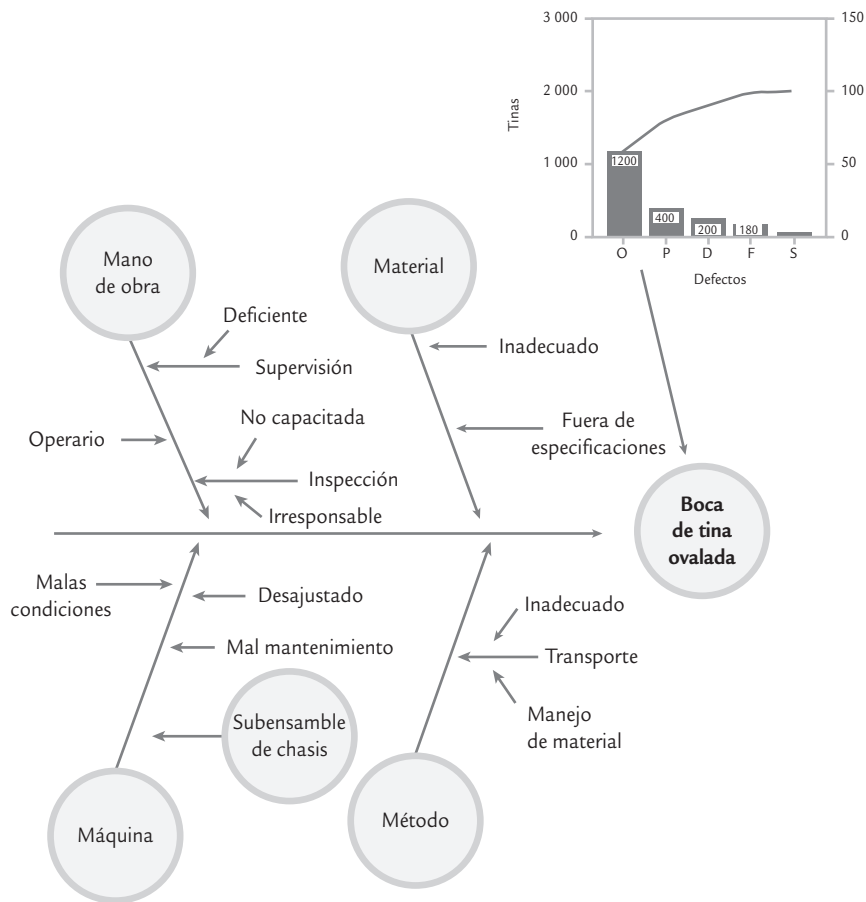 3 000
2 000
1 000
0
Tinas
150
100
50
0
1200
400
200
180
O
P
D
F
S
Defectos
Mano
de obra
Material
Deficiente
Supervisión
Inadecuado
No capacitada
Operario
Fuera de
especificaciones
Inspección
Irresponsable
Boca
de tina
ovalada
Malas
condiciones
Desajustado
Inadecuado
Mal mantenimiento
Transporte
Subensamble
de chasis
Manejo
de material
Máquina
Método